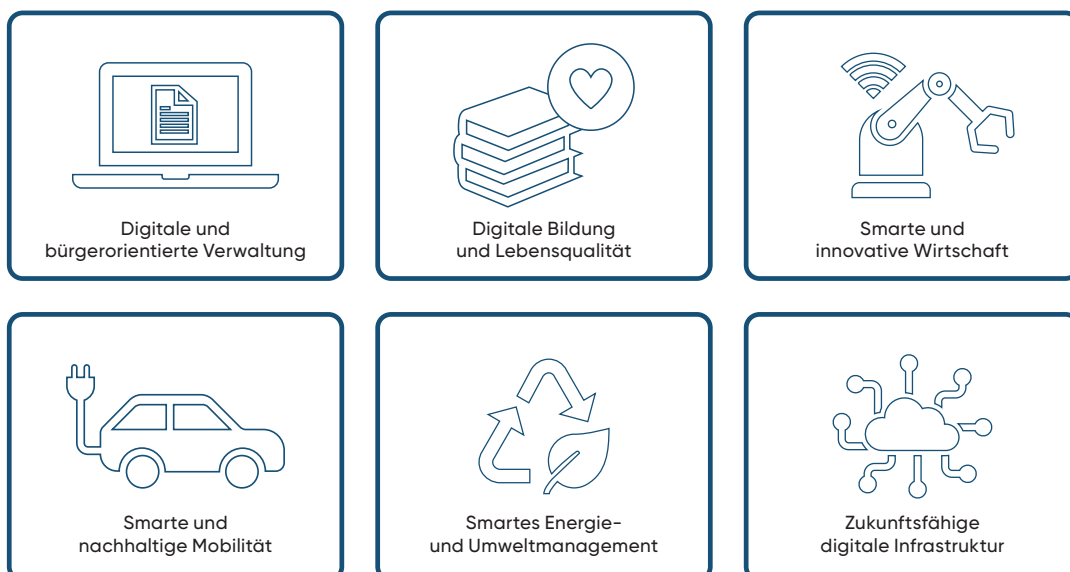 Digitale und
bürgerorientierte Verwaltung
Digitale Bildung
und Lebensqualität
Smarte und
innovative Wirtschaft
Smarte und
nachhaltige Mobilität
Smartes Energie-
und Umweltmanagement
Zukunftsfähige
digitale Infrastruktur